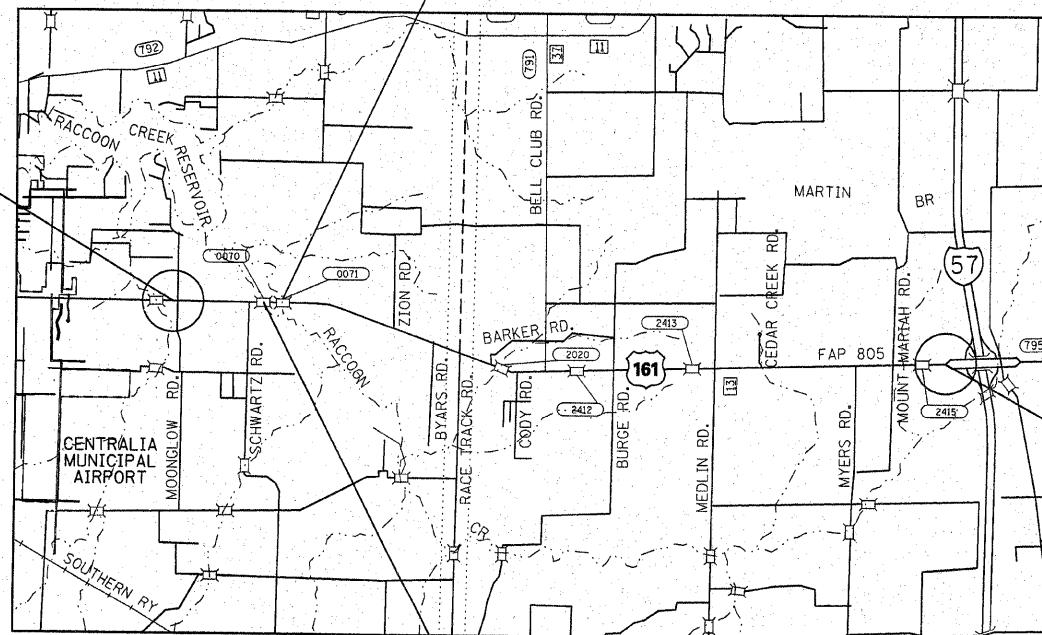 792
11
791
37
11
RACCOON
CREEK
RESERVOIR
BELL CLUB RD.
MARTIN
BR
0070
0071
ZION RD.
57
CEDAR CREEK RD.
MOUNT MARIAH RD.
BARKER RD.
2413
FAP 805
795
RACCOON
2020
161
SCHWARTZ RD.
BYARS RD.
RACE TRACK RD.
CODY RD.
2412
BURGE RD.
13
2415
MEDLIN RD.
MYERS RD.
CENTRALIA
MUNICIPAL
AIRPORT
MOONGLOW RD.
CR
SOUTHERN RY